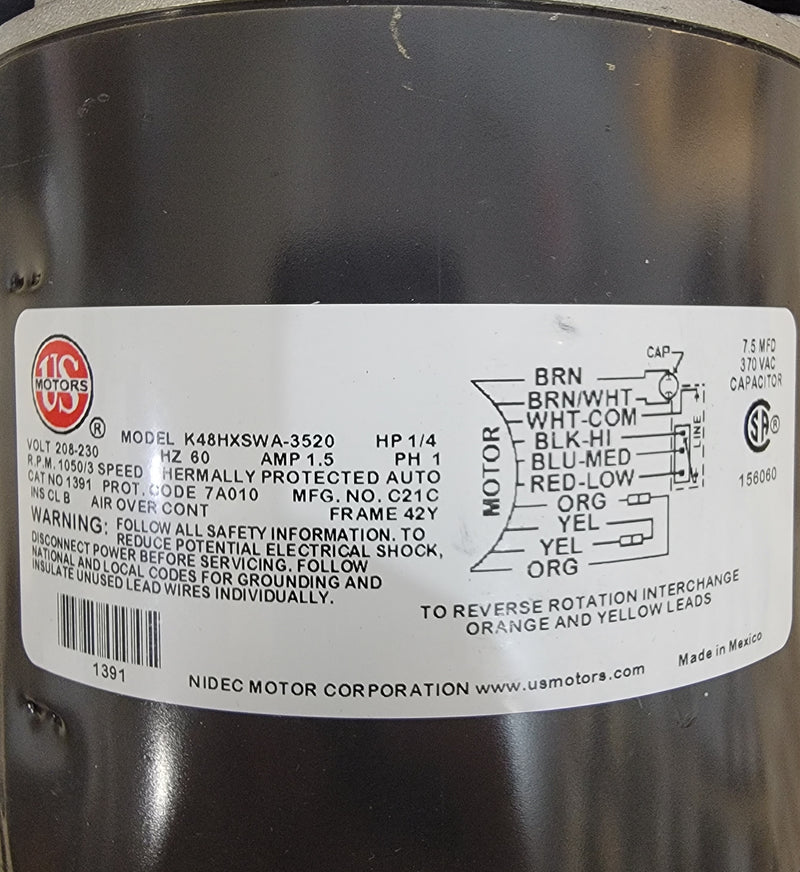 US
MOTORS
®
MODEL K48HXSWA-3520 HP 1/4
VOLT 208-230 HZ 60 AMP 1.5 PH 1
R.P.M. 1050/3 SPEED THERMALLY PROTECTED AUTO
CAT NO 1391 PROT. CODE 7A010 MFG. NO. C21C
INS CL B AIR OVER CONT FRAME 42Y
WARNING: FOLLOW ALL SAFETY INFORMATION. TO
REDUCE POTENTIAL ELECTRICAL SHOCK,
DISCONNECT POWER BEFORE SERVICING. FOLLOW
NATIONAL AND LOCAL CODES FOR GROUNDING AND
INSULATE UNUSED LEAD WIRES INDIVIDUALLY.
1391
MOTOR
CAP
BRN
BRN/WHT
WHT-COM
BLK-HI
BLU-MED
RED-LOW
ORG
YEL
YEL
ORG
LINE
7.5 MFD
370 VAC
CAPACITOR
SA®
156060
TO REVERSE ROTATION INTERCHANGE
ORANGE AND YELLOW LEADS
NIDEC MOTOR CORPORATION www.usmotors.com
Made in Mexico